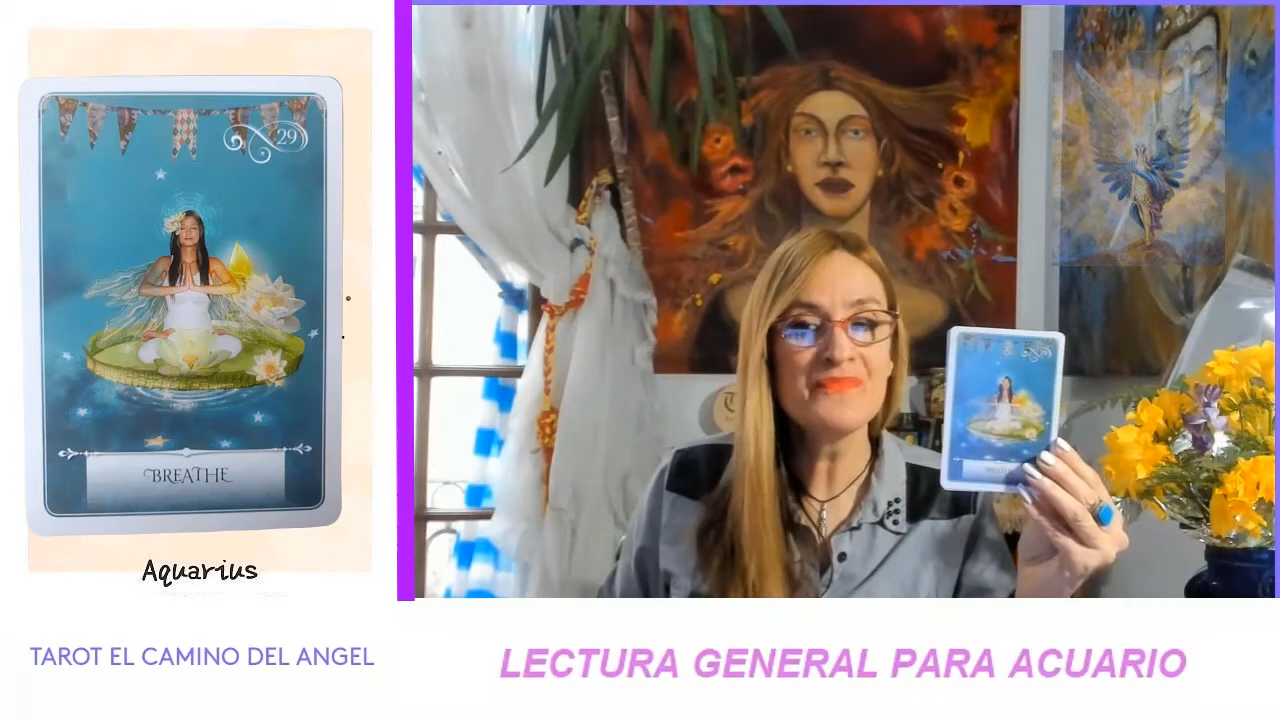 29
BREATHE
Aquarius
TAROT EL CAMINO DEL ANGEL
LECTURA GENERAL PARA ACUARIO